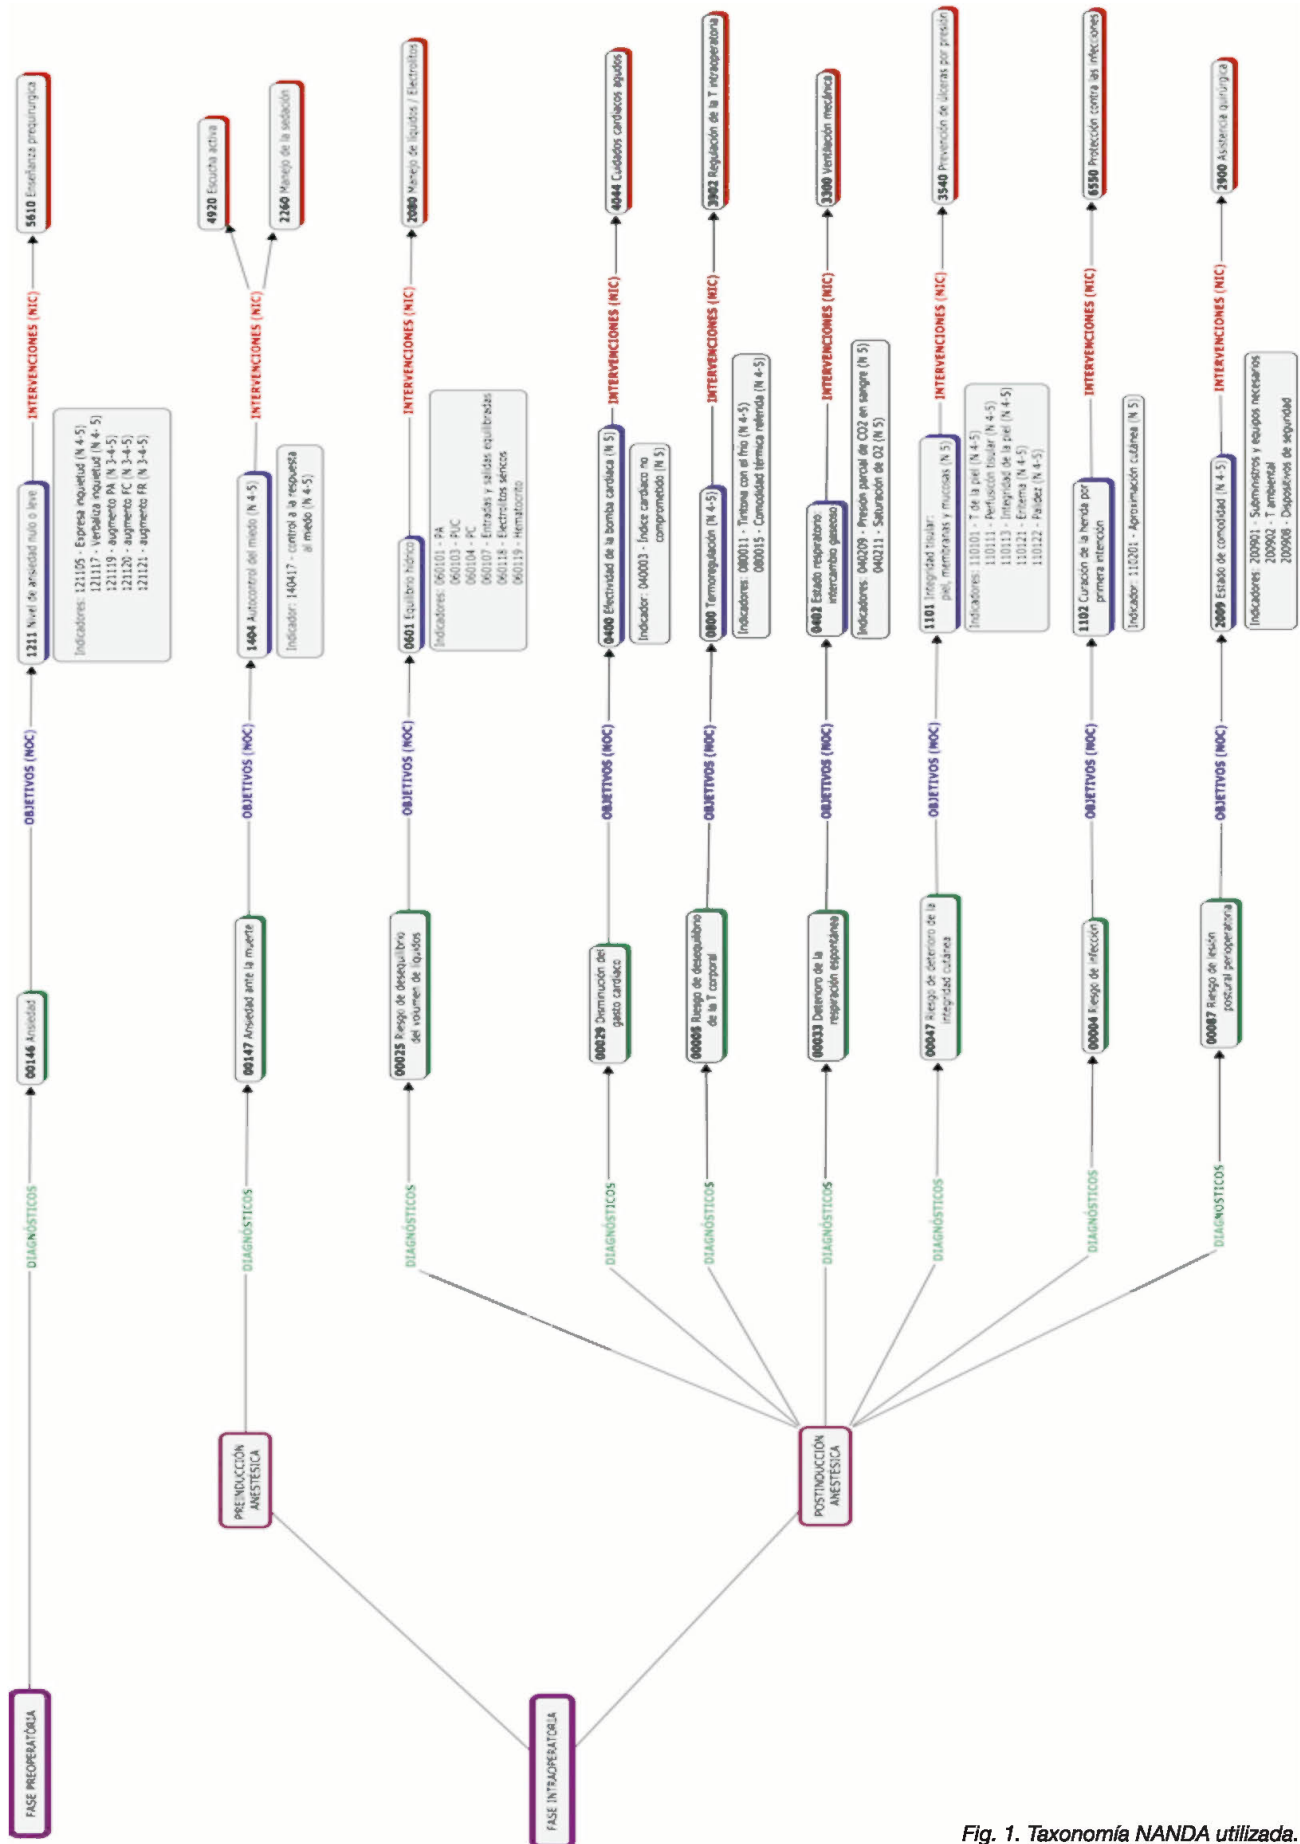 FASE PREOPERATÒRIA
DIAGNÓSTICOS
00146 Ansiedad
OBJETIVOS (NOC)
1211 Nivel de ansiedad nulo o leve
Indicadores: 121105 - Expresa inquietud (N 4-5)
121117 - Verbaliza inquietud (N 4- 5)
121119 - augmento PA (N 3-4-5)
121120 - augmento FC (N 3-4-5)
121121 - augmento FR (N 3-4-5)
INTERVENCIONES (NIC)
5610 Enseñanza prequirurgica
FASE INTRAOPERATORIA
PREINDUCCIÓN
ANESTÉSICA
DIAGNÓSTICOS
00147 Ansiedad ante la muerte
OBJETIVOS (NOC)
1404 Autocontrol del miedo (N 4-5)
Indicador: 140417 - control a la respuesta
al miedo (N 4-5)
INTERVENCIONES (NIC)
4920 Escucha activa
2260 Manejo de la sedación
POSTINDUCCIÓN
ANESTÉSICA
DIAGNÓSTICOS
00025 Riesgo de desequilibrio
del volumen de líquidos
OBJETIVOS (NOC)
0601 Equilibrio hídrico
Indicadores: 060101 - PA
060103 - PUC
060104 - PC
060107 - Entradas y salidas equilibradas
060118 - Electrolitos séricos
060119 - Hematocrito
INTERVENCIONES (NIC)
2080 Manejo de líquidos / Electrolitos
DIAGNÓSTICOS
00029 Disminución del
gasto cardiaco
OBJETIVOS (NOC)
0400 Efectividad de la bomba cardiaca (N 5)
Indicador: 040003 - Índice cardiaco no
comprometido (N 5)
INTERVENCIONES (NIC)
4044 Cuidados cardiacos agudos
DIAGNÓSTICOS
00005 Riesgo de desequilibrio
de la T corporal
OBJETIVOS (NOC)
0800 Termoregulación (N 4-5)
Indicadores: 080011 - Tiritona con el frío (N 4-5)
080015 - Comodidad térmica referida (N 4-5)
INTERVENCIONES (NIC)
3902 Regulación de la T intraoperatoria
DIAGNÓSTICOS
00033 Deterioro de la
respiración espontánea
OBJETIVOS (NOC)
0402 Estado respiratorio:
intercambio gaseoso
Indicadores: 040209 - Presión parcial de CO2 en sangre (N 5)
040211 - Saturación de O2 (N 5)
INTERVENCIONES (NIC)
3300 Ventilación mecánica
DIAGNÓSTICOS
00047 Riesgo de deterioro de la
integridad cutánea
OBJETIVOS (NOC)
1101 Integridad tisular:
piel, membranas y mucosas (N 5)
Indicadores: 110101 - T de la piel (N 4-5)
110111 - Perfusicón tisular (N 4-5)
110113 - Integridad de la piel (N 4-5)
110121 - Eritema (N 4-5)
110122 - Palidez (N 4-5)
INTERVENCIONES (NIC)
3540 Prevención de úlceras por presión
DIAGNÓSTICOS
00004 Riesgo de infección
OBJETIVOS (NOC)
1102 Curación de la herida por
primera intención
Indicador: 110201 - Aproximación cutánea (N 5)
INTERVENCIONES (NIC)
6550 Protección contra las infecciones
DIAGNOSTICOS
00087 Riesgo de lesión
postural perioperatoria
OBJETIVOS (NOC)
2009 Estado de comodidad (N 4-5)
Indicadores: 200901 - Subministros y equipos necesarios
200902 - T ambiental
200908 - Dispositivos de seguridad
INTERVENCIONES (NIC)
2900 Asistencia quirúrgica
Fig. 1. Taxonomía NANDA utilizada.